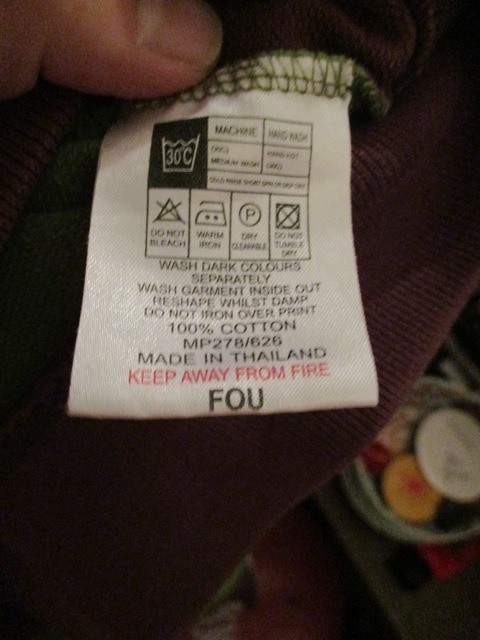 MACHINE HAND WASH
30°C
MEDIUM WASH
DO NOT BLEACH
WARM IRON
DRY CLEANABLE
DO NOT TUMBLE DRY
WASH DARK COLOURS
SEPARATELY
WASH GARMENT INSIDE OUT
RESHAPE WHILST DAMP
DO NOT IRON OVER PRINT
100% COTTON
MP278/626
MADE IN THAILAND
KEEP AWAY FROM FIRE
FOU